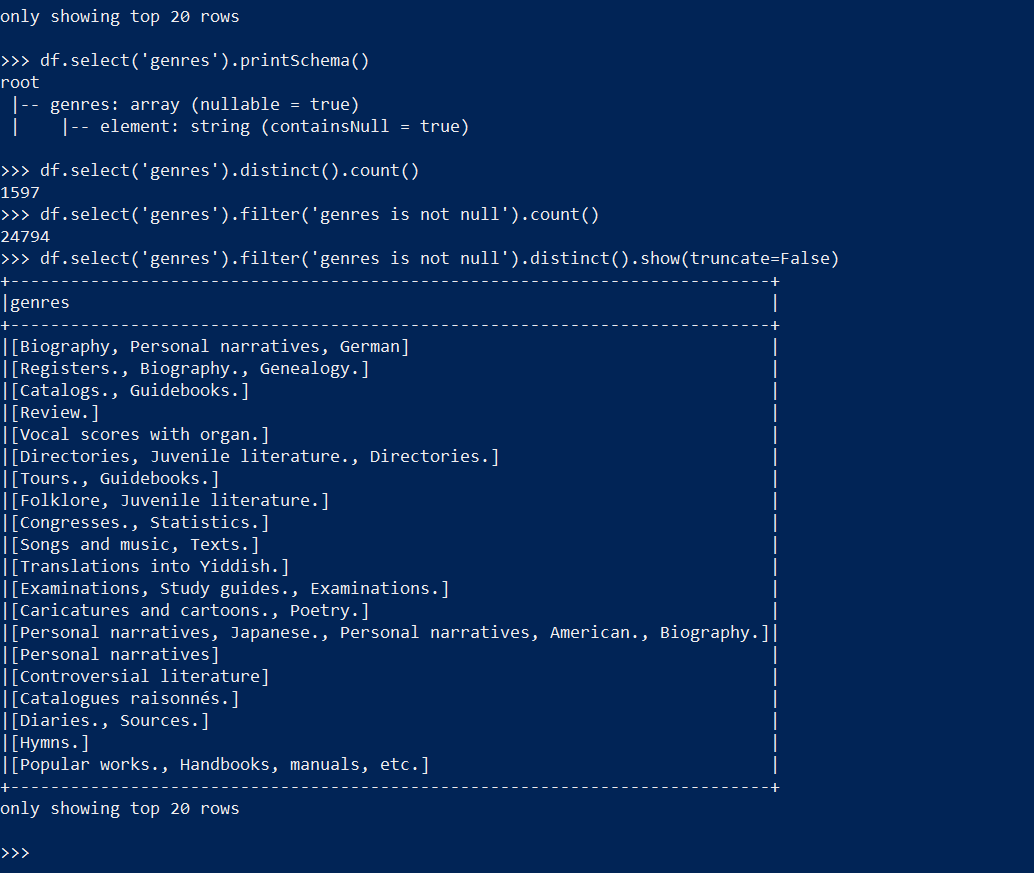 only showing top 20 rows
>>> df.select('genres').printSchema()
root
 |-- genres: array (nullable = true)
 |    |-- element: string (containsNull = true)
>>> df.select('genres').distinct().count()
1597
>>> df.select('genres').filter('genres is not null').count()
24794
>>> df.select('genres').filter('genres is not null').distinct().show(truncate=False)
+----------------------------------------------------------------------------+
|genres                                                                      |
+----------------------------------------------------------------------------+
|[Biography, Personal narratives, German]                                    |
|[Registers., Biography., Genealogy.]                                        |
|[Catalogs., Guidebooks.]                                                    |
|[Review.]                                                                   |
|[Vocal scores with organ.]                                                  |
|[Directories, Juvenile literature., Directories.]                           |
|[Tours., Guidebooks.]                                                       |
|[Folklore, Juvenile literature.]                                            |
|[Congresses., Statistics.]                                                  |
|[Songs and music, Texts.]                                                   |
|[Translations into Yiddish.]                                                |
|[Examinations, Study guides., Examinations.]                                |
|[Caricatures and cartoons., Poetry.]                                        |
|[Personal narratives, Japanese., Personal narratives, American., Biography.]|
|[Personal narratives]                                                       |
|[Controversial literature]                                                  |
|[Catalogues raisonnés.]                                                     |
|[Diaries., Sources.]                                                        |
|[Hymns.]                                                                    |
|[Popular works., Handbooks, manuals, etc.]                                  |
+----------------------------------------------------------------------------+
only showing top 20 rows
>>>